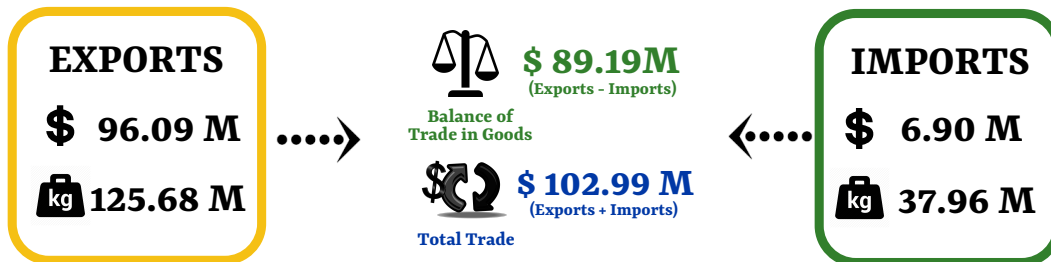 EXPORTS
$ 96.09 M
kg 125.68 M
$ 89.19M
(Exports - Imports)
Balance of
Trade in Goods
$
$ 102.99 M
(Exports + Imports)
Total Trade
IMPORTS
$ 6.90 M
kg 37.96 M